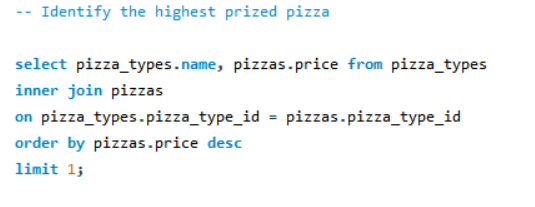 -- Identify the highest prized pizza
select pizza_types.name, pizzas.price from pizza_types
inner join pizzas
on pizza_types.pizza_type_id = pizzas.pizza_type_id
order by pizzas.price desc
limit 1;